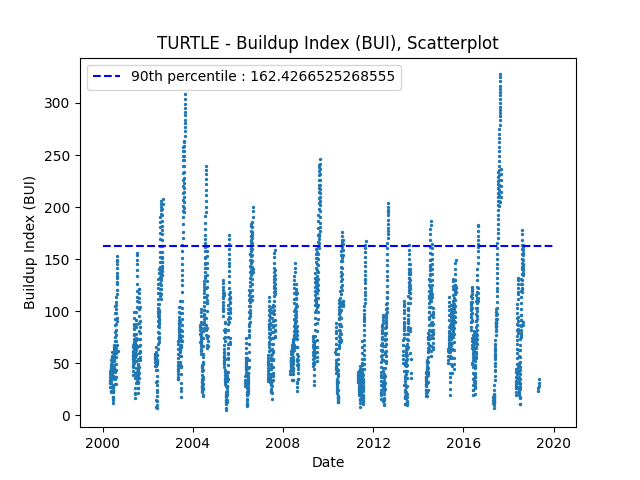 TURTLE - Buildup Index (BUI), Scatterplot
90th percentile : 162.4266525268555
300
250
200
150
100
50
0
Buildup Index (BUI)
2000 2004 2008 2012 2016 2020
Date